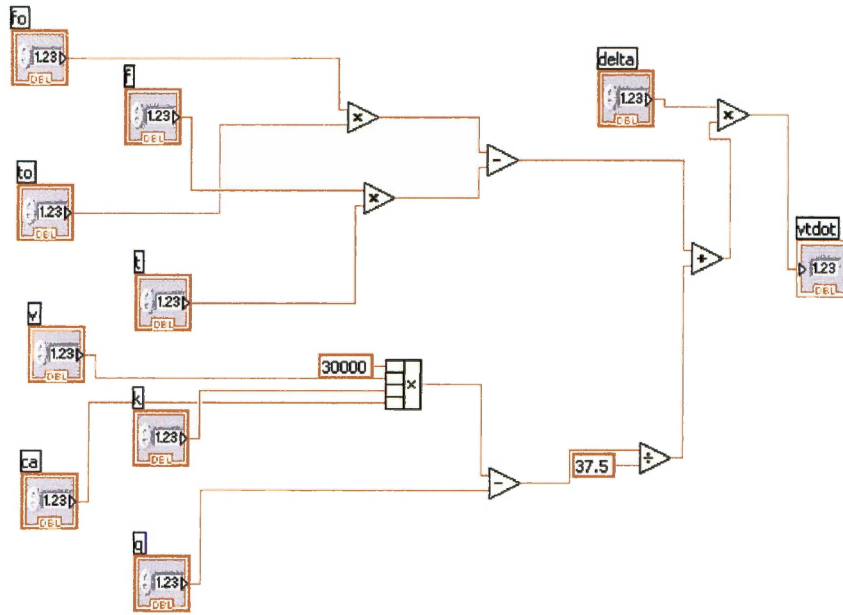 fo
1.23
DBL
f
1.23
DBL
to
1.23
DBL
t
1.23
DBL
delta
1.23
DBL
×
×
-
×
+
vtdot
1.23
DBL
v
1.23
DBL
30000
×
k
1.23
DBL
ca
1.23
DBL
-
37.5
÷
q
1.23
DBL